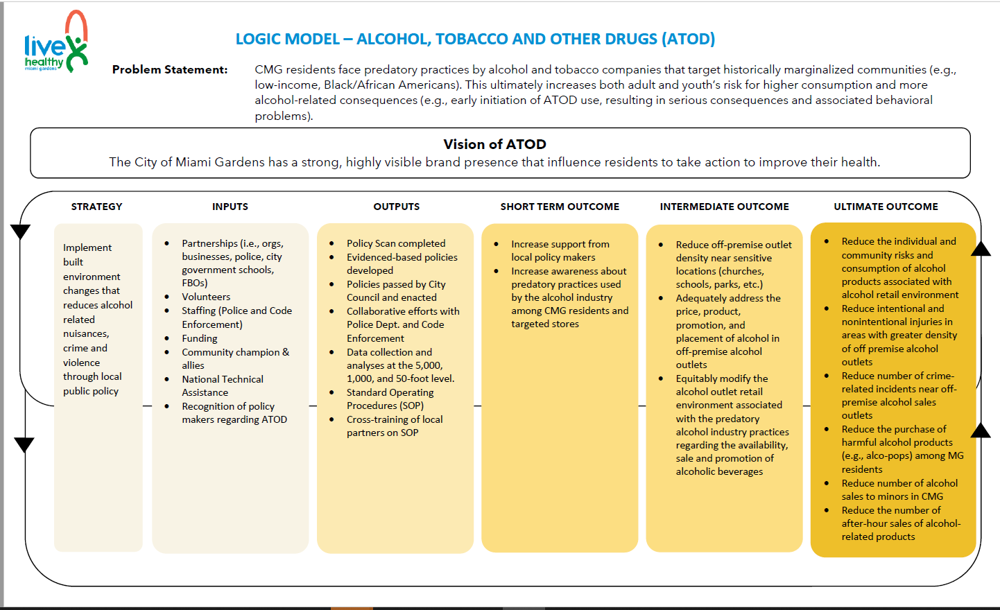 live
healthy
miami gardens
LOGIC MODEL – ALCOHOL, TOBACCO AND OTHER DRUGS (ATOD)
Problem Statement:
CMG residents face predatory practices by alcohol and tobacco companies that target historically marginalized communities (e.g.,
low-income, Black/African Americans). This ultimately increases both adult and youth's risk for higher consumption and more
alcohol-related consequences (e.g., early initiation of ATOD use, resulting in serious consequences and associated behavioral
problems).
Vision of ATOD
The City of Miami Gardens has a strong, highly visible brand presence that influence residents to take action to improve their health.
STRATEGY
Implement
built
environment
changes that
reduces alcohol
related
nuisances,
crime and
violence
through local
public policy
INPUTS
• Partnerships (i.e., orgs,
businesses, police, city
government schools,
FBOs)
• Volunteers
• Staffing (Police and Code
Enforcement)
• Funding
• Community champion &
allies
• National Technical
Assistance
• Recognition of policy
makers regarding ATOD
OUTPUTS
• Policy Scan completed
• Evidenced-based policies
developed
• Policies passed by City
Council and enacted
• Collaborative efforts with
Police Dept. and Code
Enforcement
• Data collection and
analyses at the 5,000,
1,000, and 50-foot level.
• Standard Operating
Procedures (SOP)
• Cross-training of local
partners on SOP
SHORT TERM OUTCOME
• Increase support from
local policy makers
• Increase awareness about
predatory practices used
by the alcohol industry
among CMG residents and
targeted stores
INTERMEDIATE OUTCOME
• Reduce off-premise outlet
density near sensitive
locations (churches,
schools, parks, etc.)
• Adequately address the
price, product,
promotion, and
placement of alcohol in
off-premise alcohol
outlets
• Equitably modify the
alcohol outlet retail
environment associated
with the predatory
alcohol industry practices
regarding the availability,
sale and promotion of
alcoholic beverages
ULTIMATE OUTCOME
• Reduce the individual and
community risks and
consumption of alcohol
products associated with
alcohol retail environment
• Reduce intentional and
nonintentional injuries in
areas with greater density
of off premise alcohol
outlets
• Reduce number of crime-
related incidents near off-
premise alcohol sales
outlets
• Reduce the purchase of
harmful alcohol products
(e.g., alco-pops) among MG
residents
• Reduce number of alcohol
sales to minors in CMG
• Reduce the number of
after-hour sales of alcohol-
related products